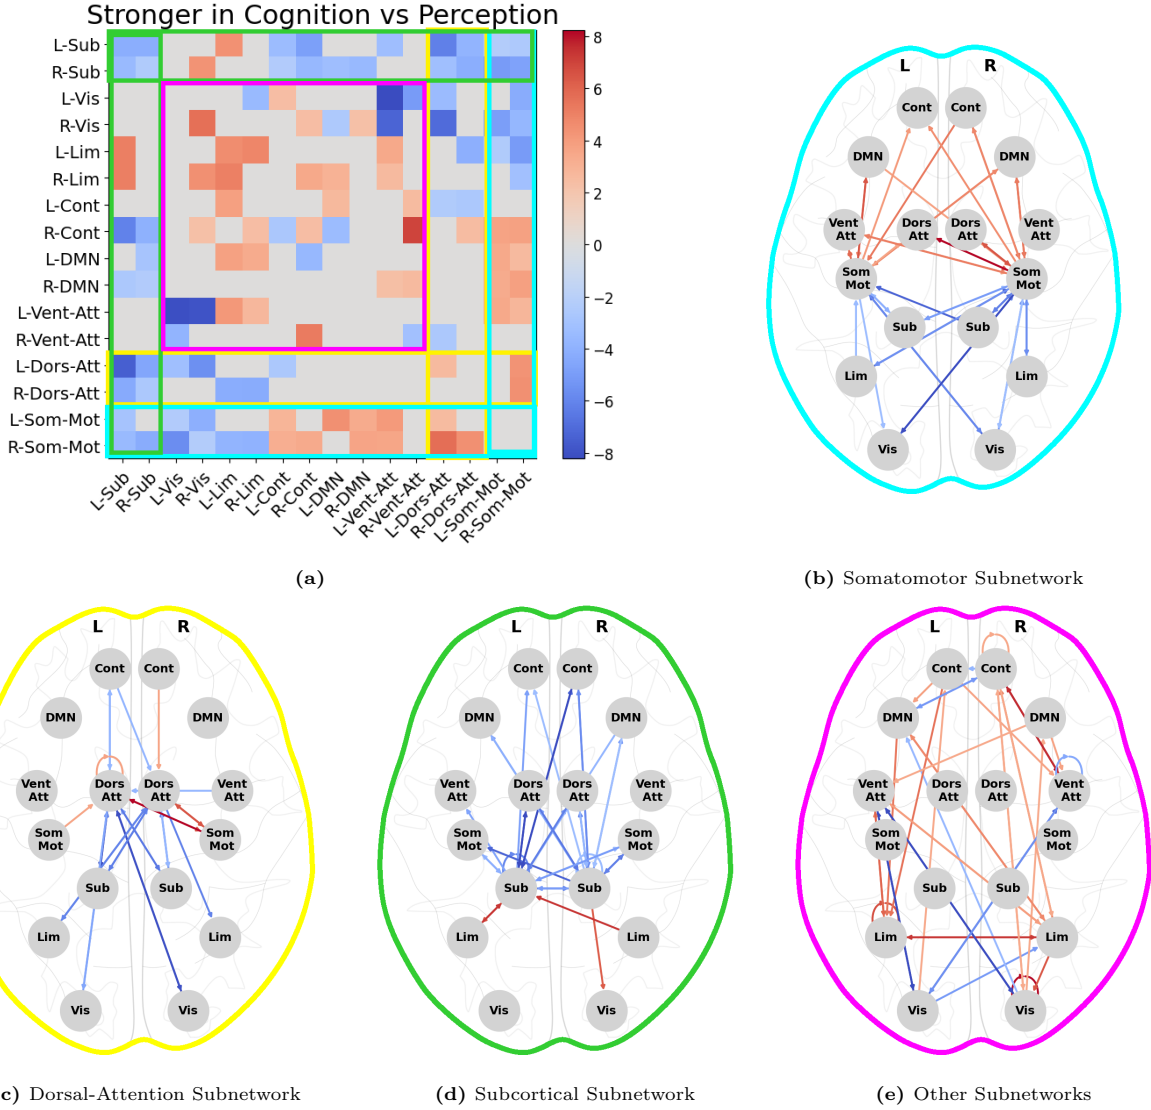 Stronger in Cognition vs Perception
L-Sub
R-Sub
L-Vis
R-Vis
L-Lim
R-Lim
L-Cont
R-Cont
L-DMN
R-DMN
L-Vent-Att
R-Vent-Att
L-Dors-Att
R-Dors-Att
L-Som-Mot
R-Som-Mot
L-Sub
R-Sub
L-Vis
R-Vis
L-Lim
R-Lim
L-Cont
R-Cont
L-DMN
R-DMN
L-Vent-Att
R-Vent-Att
L-Dors-Att
R-Dors-Att
L-Som-Mot
R-Som-Mot
8
6
4
2
0
−2
−4
−6
−8
(a)
L R
Cont Cont
DMN DMN
Vent Dors Dors Vent
Att Att Att Att
Som Som
Mot Mot
Sub Sub
Lim Lim
Vis Vis
(b) Somatomotor Subnetwork
L R
Cont Cont
DMN DMN
Vent Dors Dors Vent
Att Att Att Att
Som Som
Mot Mot
Sub Sub
Lim Lim
Vis Vis
c) Dorsal-Attention Subnetwork
L R
Cont Cont
DMN DMN
Vent Dors Dors Vent
Att Att Att Att
Som Som
Mot Mot
Sub Sub
Lim Lim
Vis Vis
(d) Subcortical Subnetwork
L R
Cont Cont
DMN DMN
Vent Dors Dors Vent
Att Att Att Att
Som Som
Mot Mot
Sub Sub
Lim Lim
Vis Vis
(e) Other Subnetworks